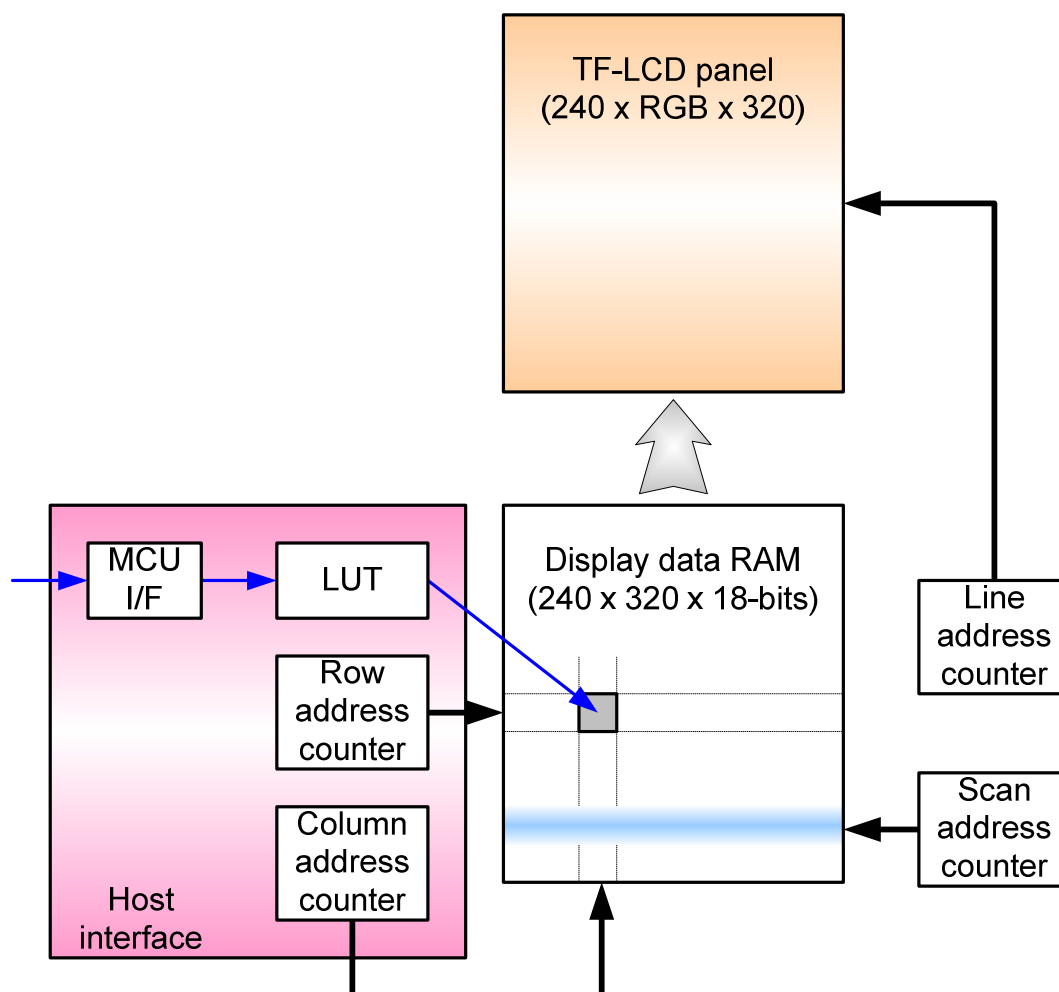 TF-LCD panel
(240 x RGB x 320)
MCU
I/F
LUT
Display data RAM
(240 x 320 x 18-bits)
Line
address
counter
Row
address
counter
Scan
address
counter
Column
address
counter
Host
interface